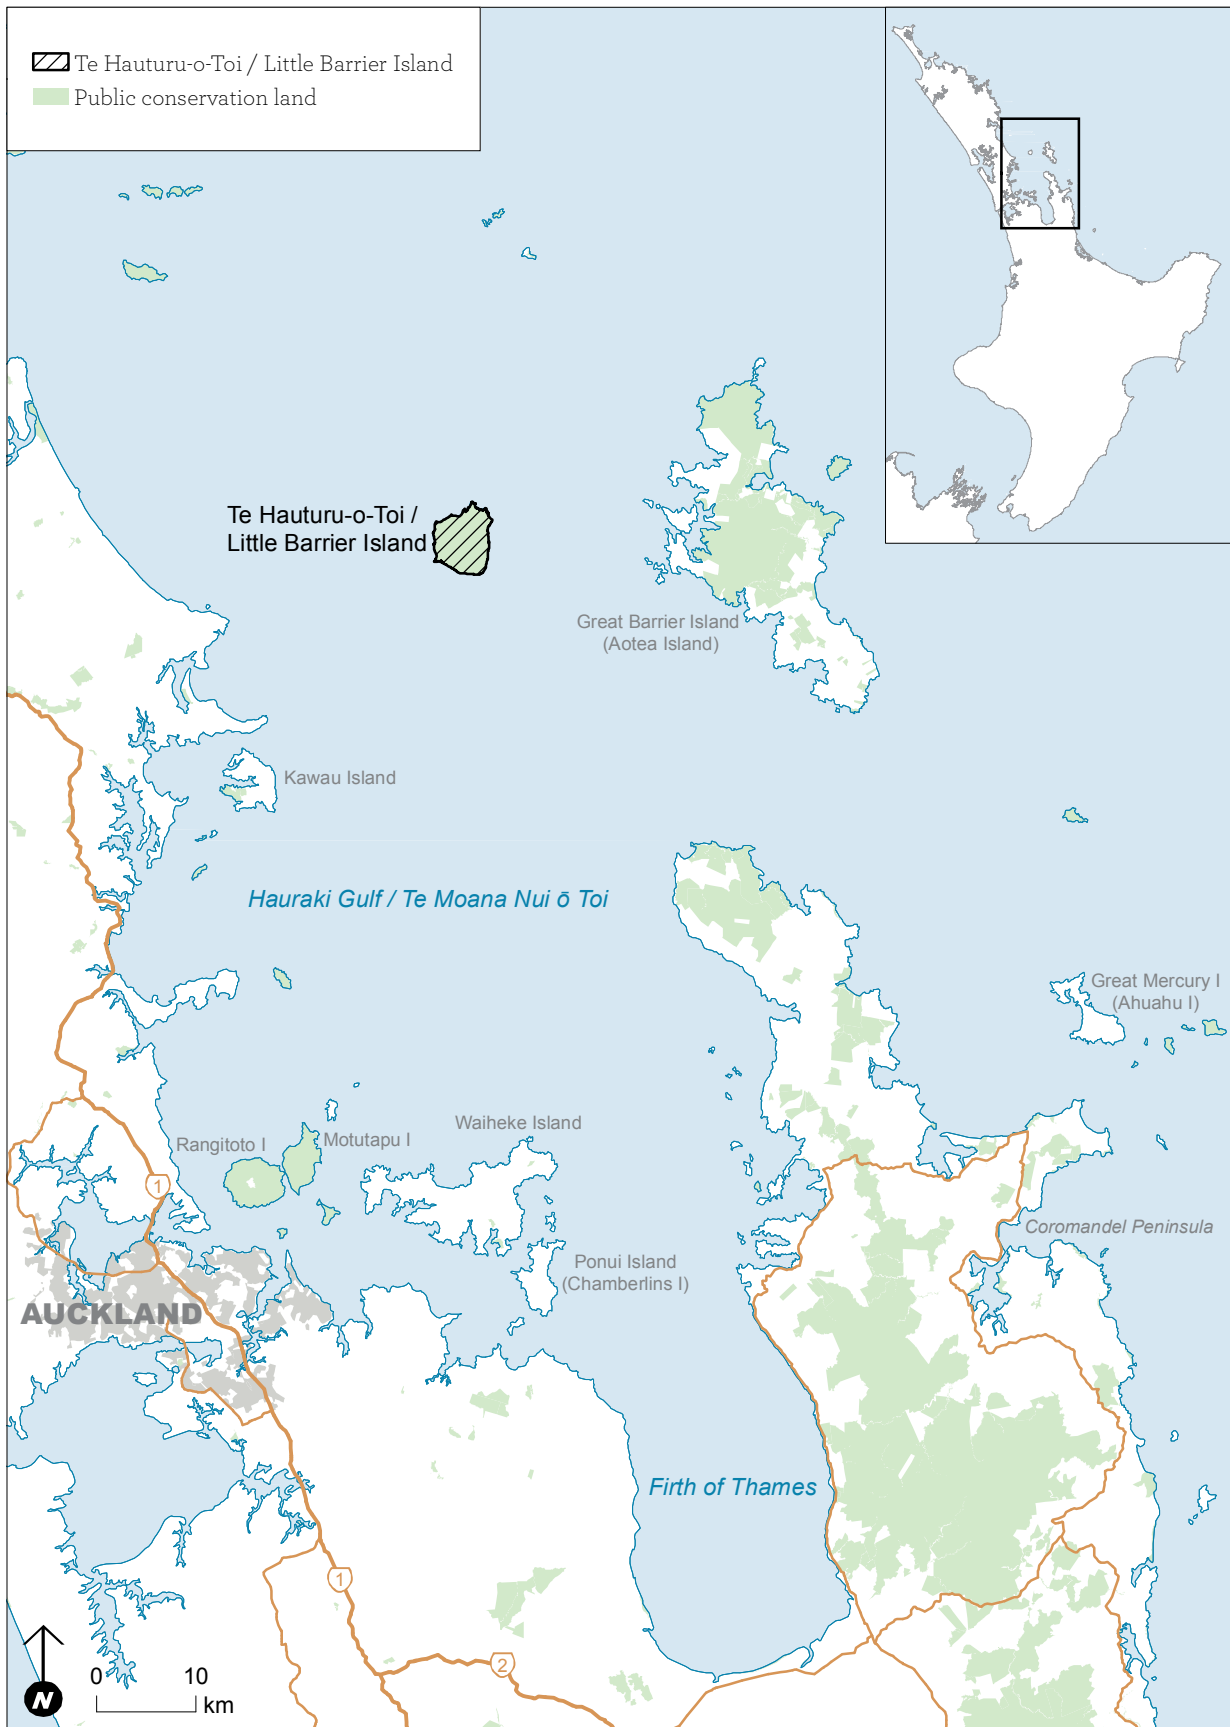 Te Hauturu-o-Toi / Little Barrier Island
Public conservation land
Te Hauturu-o-Toi /
Little Barrier Island
Great Barrier Island
(Aotea Island)
Kawau Island
Hauraki Gulf / Te Moana Nui ō Toi
Great Mercury I
(Ahuahu I)
Waiheke Island
Rangitoto I
Motutapu I
1
Coromandel Peninsula
Ponui Island
(Chamberlins I)
AUCKLAND
Firth of Thames
1
2
0 10
km
N